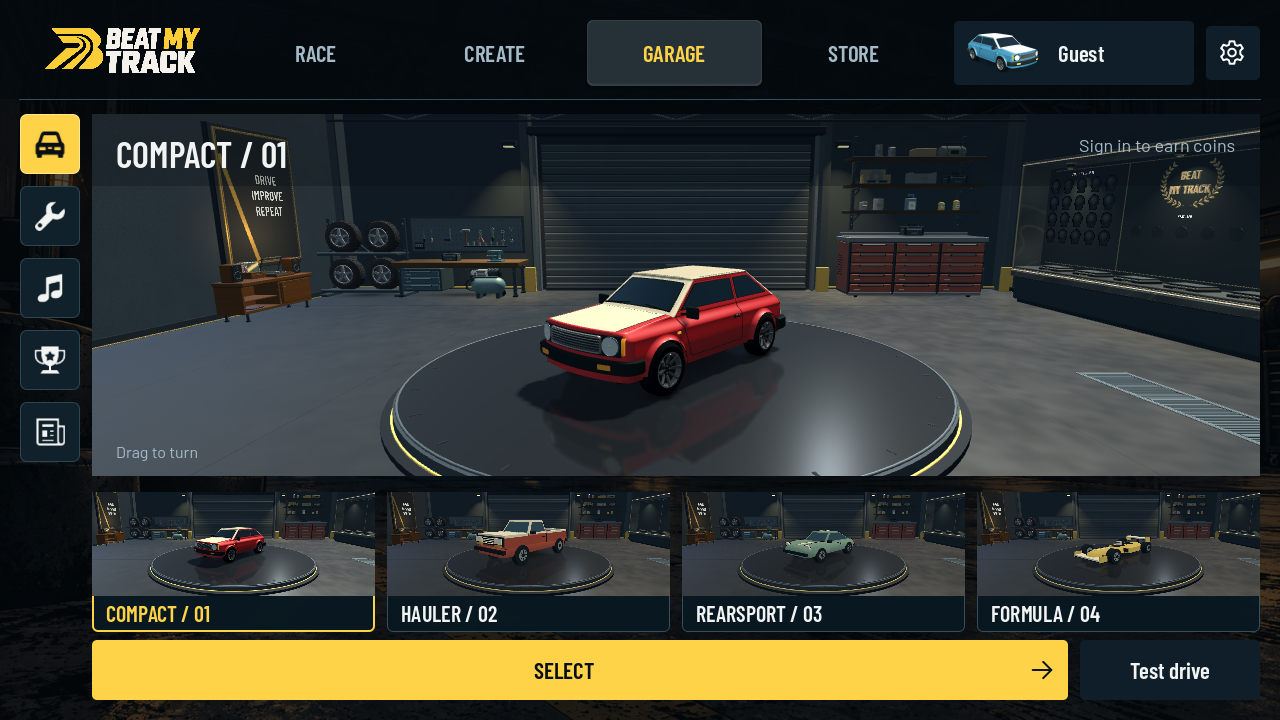 BEAT MY TRACK
RACE
CREATE
GARAGE
STORE
Guest
COMPACT / 01
Sign in to earn coins
DRIVE
IMPROVE
REPEAT
BEAT
MY TRACK
Drag to turn
COMPACT / 01
HAULER / 02
REARSPORT / 03
FORMULA / 04
SELECT
Test drive